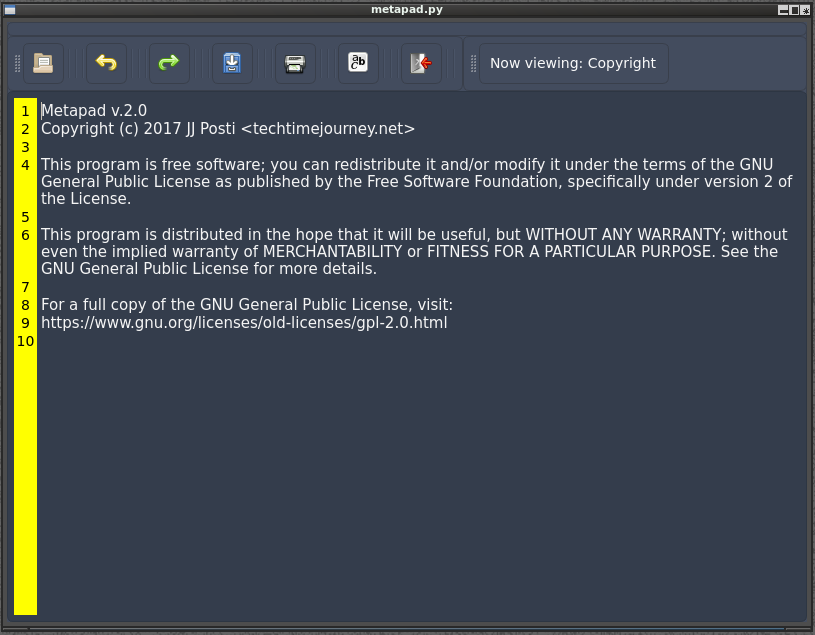 metapad.py
Now viewing: Copyright
1 Metapad v.2.0
2 Copyright (c) 2017 JJ Posti <techtimejourney.net>
3
4 This program is free software; you can redistribute it and/or modify it under the terms of the GNU
General Public License as published by the Free Software Foundation, specifically under version 2 of
the License.
5
6 This program is distributed in the hope that it will be useful, but WITHOUT ANY WARRANTY; without
even the implied warranty of MERCHANTABILITY or FITNESS FOR A PARTICULAR PURPOSE. See the
GNU General Public License for more details.
7
8 For a full copy of the GNU General Public License, visit:
9 https://www.gnu.org/licenses/old-licenses/gpl-2.0.html
10